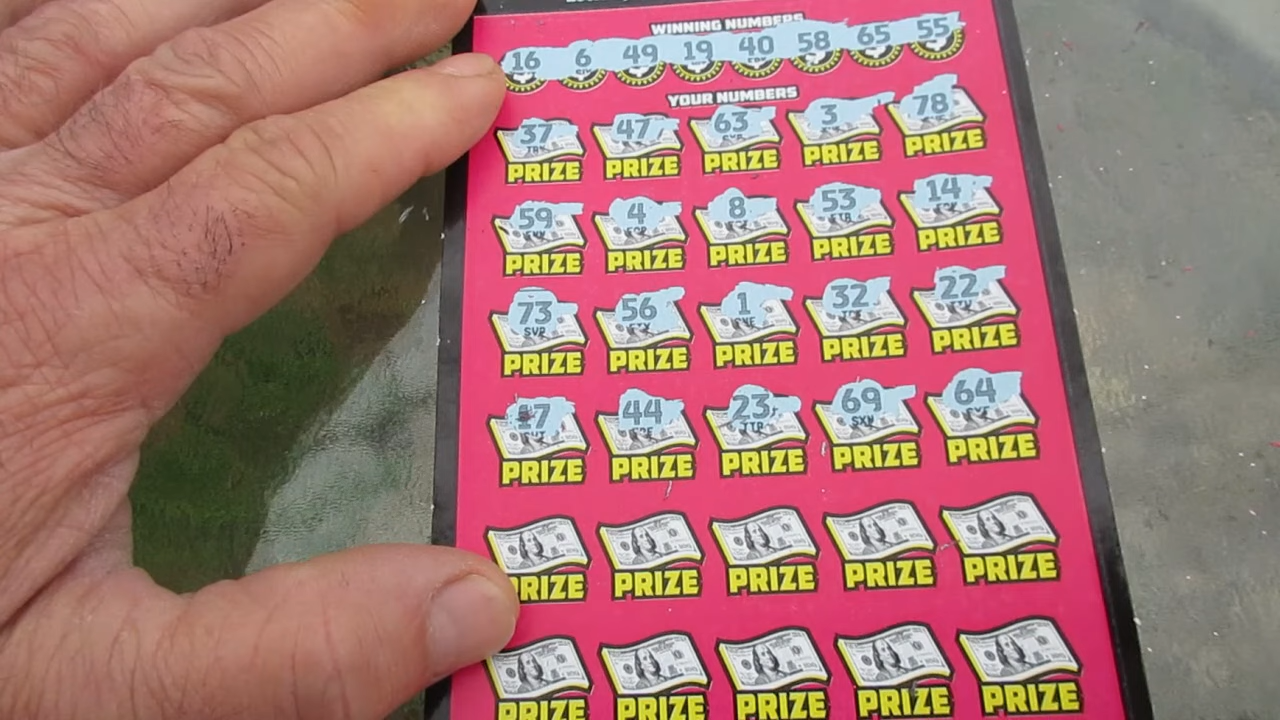 WINNING NUMBERS
16 6 49 19 40 58 65 55
YOUR NUMBERS
37 47 63 3 78
PRIZE PRIZE PRIZE PRIZE PRIZE
59 4 8 53 14
PRIZE PRIZE PRIZE PRIZE PRIZE
73 56 1 32 22
SVP
PRIZE PRIZE PRIZE PRIZE PRIZE
17 44 23 69 64
SXN
PRIZE PRIZE PRIZE PRIZE PRIZE
PRIZE PRIZE PRIZE PRIZE PRIZE
PRIZE PRIZE PRIZE PRIZE PRIZE